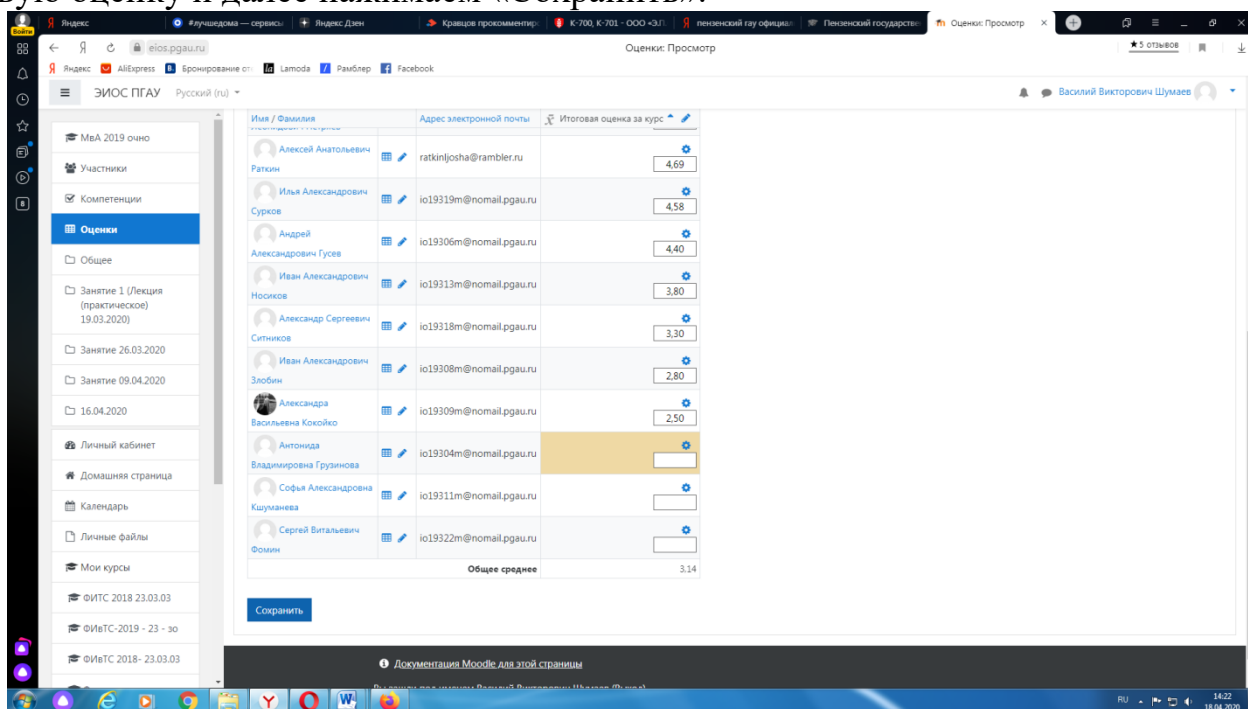 вую оценку и далее нажимаем «Сохранить».
Войти
Яндекс
#лучшедома — сервисы
Яндекс.Дзен
Кравцов прокомментиро
К-700, К-701 - ООО «ЭЛ
пензенский гау официал
Пензенский государстве
Оценки: Просмотр
eios.pgau.ru
Оценки: Просмотр
★5 отзывов
Яндекс
AliExpress
Бронирование от
Lamoda
Рамблер
Facebook
ЭИОС ПГАУ Русский (ru)
Василий Викторович Шумаев
МвА 2019 очно
Участники
Компетенции
Оценки
Общее
Занятие 1 (Лекция
(практическое)
19.03.2020)
Занятие 26.03.2020
Занятие 09.04.2020
16.04.2020
Личный кабинет
Домашняя страница
Календарь
Личные файлы
Мои курсы
ФИТС 2018 23.03.03
ФИвТС-2019 - 23 - зо
ФИвТС 2018- 23.03.03
Имя / Фамилия Адрес электронной почты Итоговая оценка за курс
Алексей Анатольевич
Раткин ratkinljosha@rambler.ru 4,69
Илья Александрович
Сурков io19319m@nomail.pgau.ru 4,58
Андрей
Александрович Гусев io19306m@nomail.pgau.ru 4,40
Иван Александрович
Носиков io19313m@nomail.pgau.ru 3,80
Александр Сергеевич
Ситников io19318m@nomail.pgau.ru 3,30
Иван Александрович
Злобин io19308m@nomail.pgau.ru 2,80
Александра
Васильевна Кокойко io19309m@nomail.pgau.ru 2,50
Антонида
Владимировна Грузинова io19304m@nomail.pgau.ru
Софья Александровна
Кшуманева io19311m@nomail.pgau.ru
Сергей Витальевич
Фомин io19322m@nomail.pgau.ru
Общее среднее 3,14
Сохранить
Документация Moodle для этой страницы
RU
14:22
18.04.2020